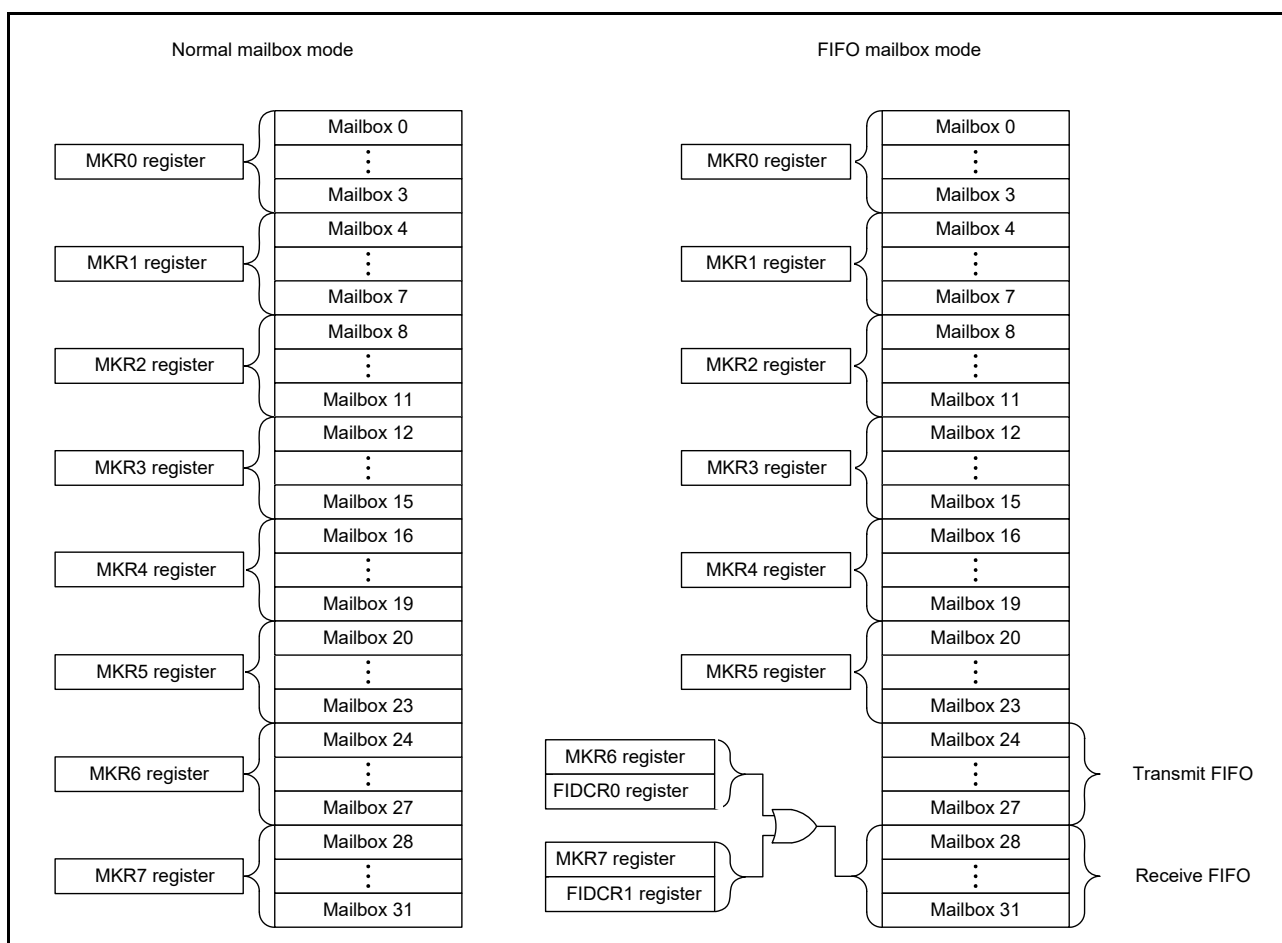 Normal mailbox mode
MKR0 register
Mailbox 0
Mailbox 3
MKR1 register
Mailbox 4
Mailbox 7
MKR2 register
Mailbox 8
Mailbox 11
MKR3 register
Mailbox 12
Mailbox 15
MKR4 register
Mailbox 16
Mailbox 19
MKR5 register
Mailbox 20
Mailbox 23
MKR6 register
Mailbox 24
Mailbox 27
MKR7 register
Mailbox 28
Mailbox 31
FIFO mailbox mode
MKR0 register
Mailbox 0
Mailbox 3
MKR1 register
Mailbox 4
Mailbox 7
MKR2 register
Mailbox 8
Mailbox 11
MKR3 register
Mailbox 12
Mailbox 15
MKR4 register
Mailbox 16
Mailbox 19
MKR5 register
Mailbox 20
Mailbox 23
MKR6 register
FIDCR0 register
Mailbox 24
Mailbox 27
Transmit FIFO
MKR7 register
FIDCR1 register
Mailbox 28
Mailbox 31
Receive FIFO